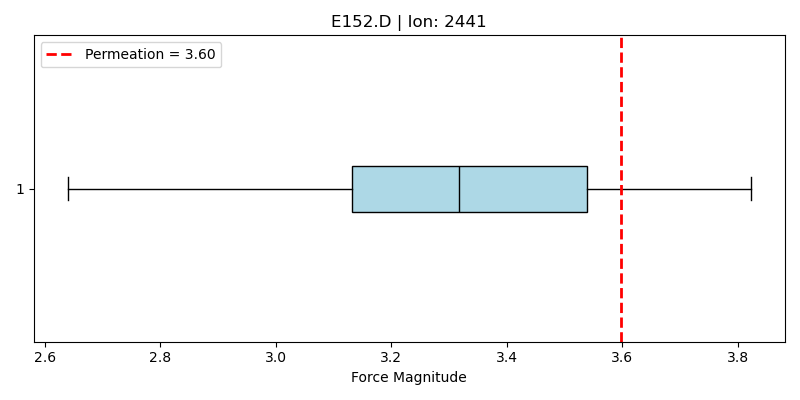 E152.D | Ion: 2441
Permeation = 3.60
1
2.6 2.8 3.0 3.2 3.4 3.6 3.8
Force Magnitude